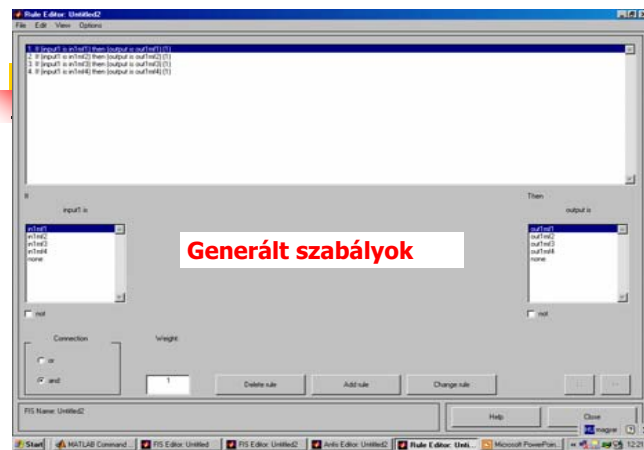 Rule Editor: Untitled2
File Edit View Options
1. If (input1 is in1mf1) then (output is out1mf1) (1)
2. If (input1 is in1mf2) then (output is out1mf2) (1)
3. If (input1 is in1mf3) then (output is out1mf3) (1)
4. If (input1 is in1mf4) then (output is out1mf4) (1)
If
Then
input1 is
output is
in1mf1
in1mf2
in1mf3
in1mf4
none
out1mf1
out1mf2
out1mf3
out1mf4
none
Generált szabályok
not
not
Connection
or
and
Weight:
1
Delete rule
Add rule
Change rule
<<
>>
FIS Name: Untitled2
Help
Close
magyar
Start
MATLAB Command...
FIS Editor: Untitled
FIS Editor: Untitled2
Anfis Editor: Untitled2
Rule Editor: Unti...
Microsoft PowerPoin...
12:21